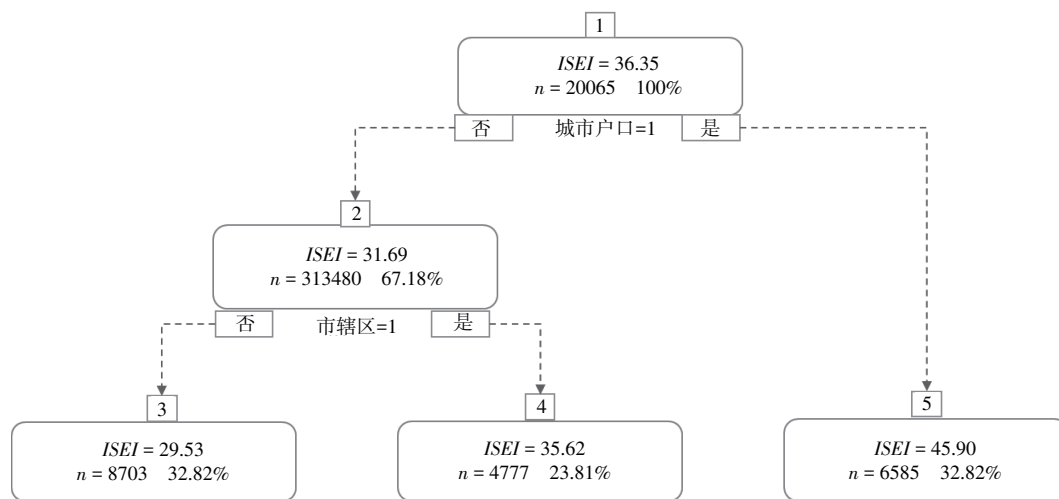 1
ISEI = 36.35
n = 20065 100%
否 城市户口=1 是
2
ISEI = 31.69
n = 313480 67.18%
否 市辖区=1 是
3
ISEI = 29.53
n = 8703 32.82%
4
ISEI = 35.62
n = 4777 23.81%
5
ISEI = 45.90
n = 6585 32.82%